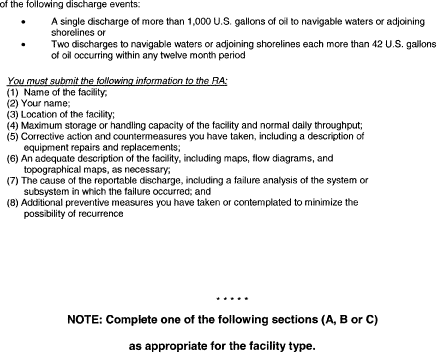 of the following discharge events:
• A single discharge of more than 1,000 U.S. gallons of oil to navigable waters or adjoining
shorelines or
• Two discharges to navigable waters or adjoining shorelines each more than 42 U.S. gallons
of oil occurring within any twelve month period
You must submit the following information to the RA:
(1) Name of the facility;
(2) Your name;
(3) Location of the facility;
(4) Maximum storage or handling capacity of the facility and normal daily throughput;
(5) Corrective action and countermeasures you have taken, including a description of
equipment repairs and replacements;
(6) An adequate description of the facility, including maps, flow diagrams, and
topographical maps, as necessary;
(7) The cause of the reportable discharge, including a failure analysis of the system or
subsystem in which the failure occurred; and
(8) Additional preventive measures you have taken or contemplated to minimize the
possibility of recurrence
* * * * *
NOTE: Complete one of the following sections (A, B or C)
as appropriate for the facility type.